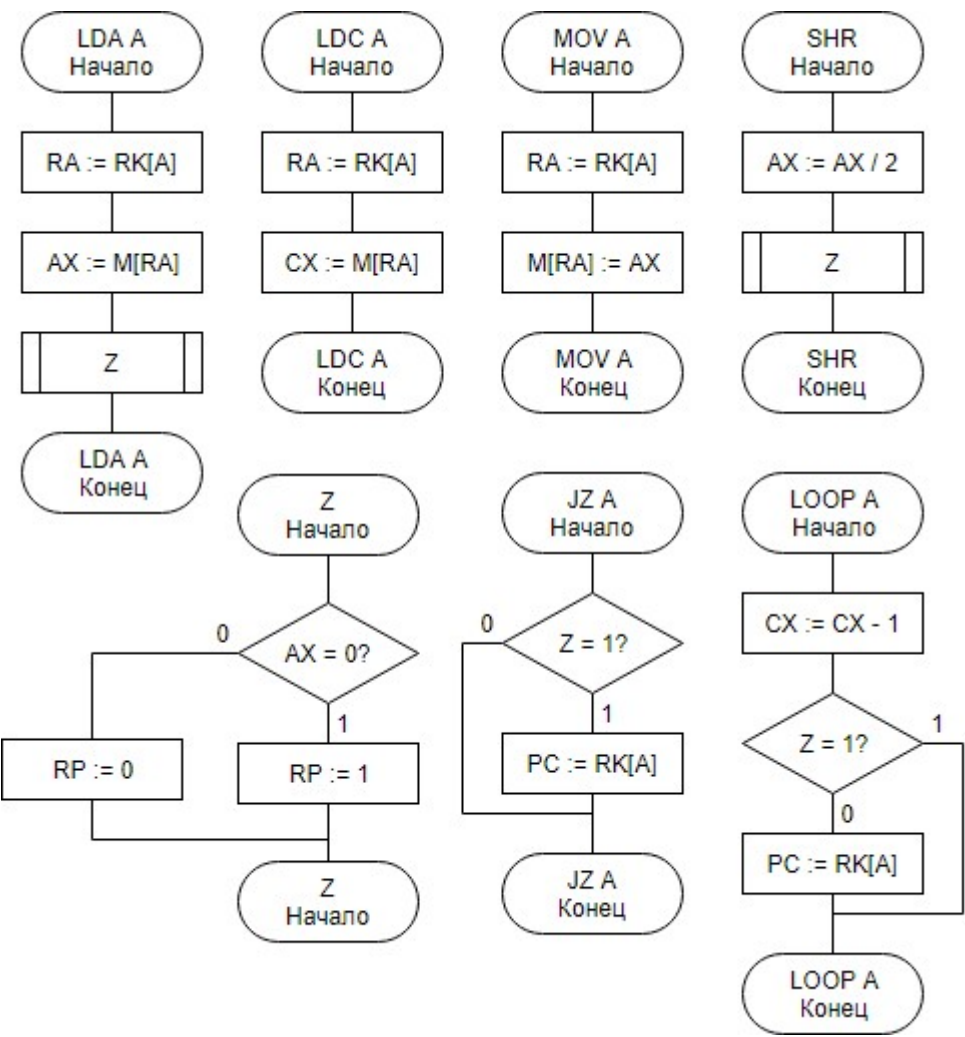 LDA A
Начало
RA := RK[A]
AX := M[RA]
Z
LDA A
Конец
LDC A
Начало
RA := RK[A]
CX := M[RA]
LDC A
Конец
MOV A
Начало
RA := RK[A]
M[RA] := AX
MOV A
Конец
SHR
Начало
AX := AX / 2
Z
SHR
Конец
Z
Начало
AX = 0?
0
1
RP := 0
RP := 1
Z
Начало
JZ A
Начало
Z = 1?
0
1
PC := RK[A]
JZ A
Конец
LOOP A
Начало
CX := CX - 1
Z = 1?
1
0
PC := RK[A]
LOOP A
Конец